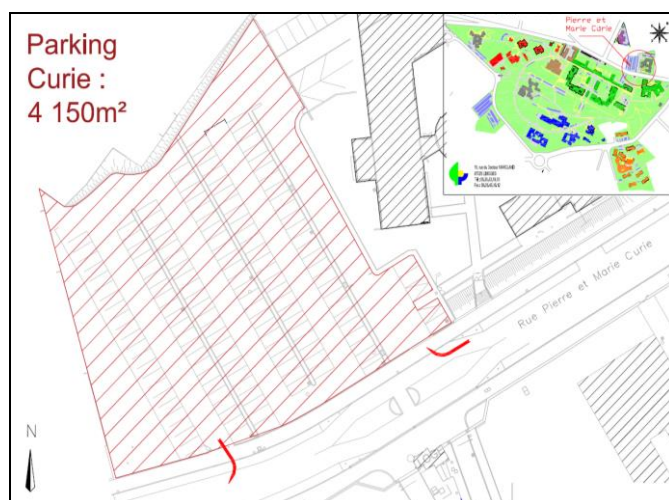 Parking
Curie :
4 150m²
Pierre et
Marie Curie
Rue Pierre et Marie Curie
N